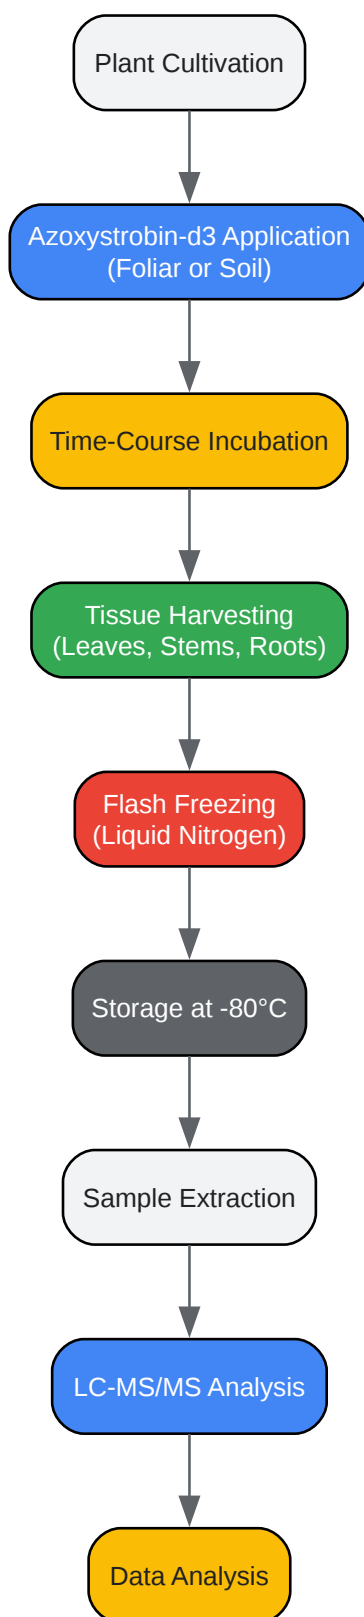 Plant Cultivation
Azoxystrobin-d3 Application
(Foliar or Soil)
Time-Course Incubation
Tissue Harvesting
(Leaves, Stems, Roots)
Flash Freezing
(Liquid Nitrogen)
Storage at -80°C
Sample Extraction
LC-MS/MS Analysis
Data Analysis